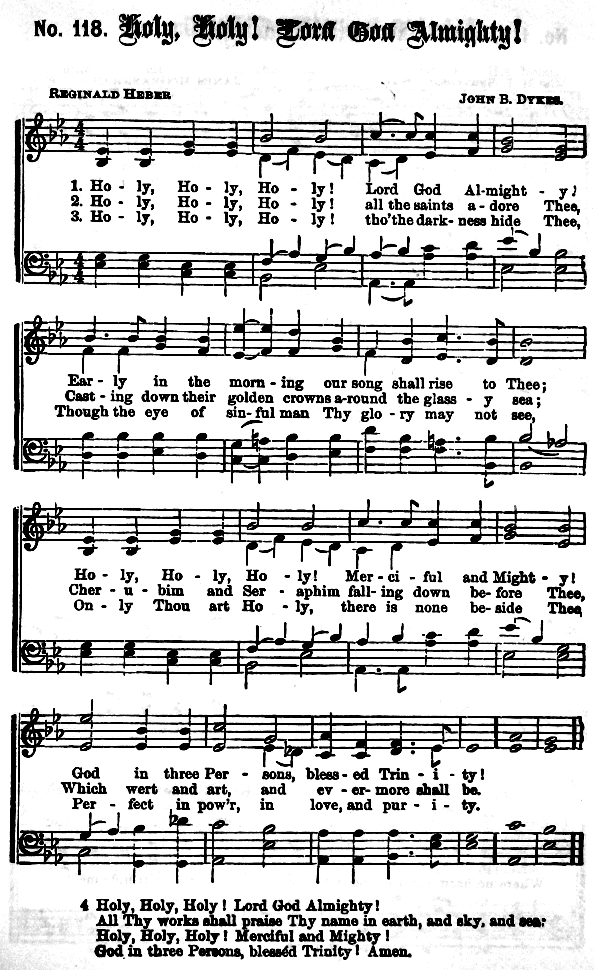 No. 118. Holy, Holy! Lord God Almighty!
REGINALD HEBER JOHN B. DYKES.
1. Ho - ly, Ho - ly, Ho - ly! Lord God Al-might - y!
2. Ho - ly, Ho - ly, Ho - ly! all the saints a - dore Thee,
3. Ho - ly, Ho - ly, Ho - ly! tho'the dark- ness hide Thee,
Ear - ly in the morn - ing our song shall rise to Thee;
Cast - ing down their golden crowns a-round the glass - y sea;
Though the eye of sin-ful man Thy glo - ry may not see,
Ho - ly, Ho - ly, Ho - ly! Mer - ci - ful and Might - y!
Cher - u - bim and Ser - aphim fall-ing down be- fore Thee,
On - ly Thou art Ho - ly, there is none be-side Thee
God in three Per - sons, bless-ed Trin - i - ty!
Which wert and art, and ev - er-more shall be.
Per - fect in pow'r, in love, and pur - i - ty.
4 Holy, Holy, Holy! Lord God Almighty!
All Thy works shall praise Thy name in earth, and sky, and sea:
Holy, Holy, Holy! Merciful and Mighty!
God in three Persons, blesséd Trinity! Amen.